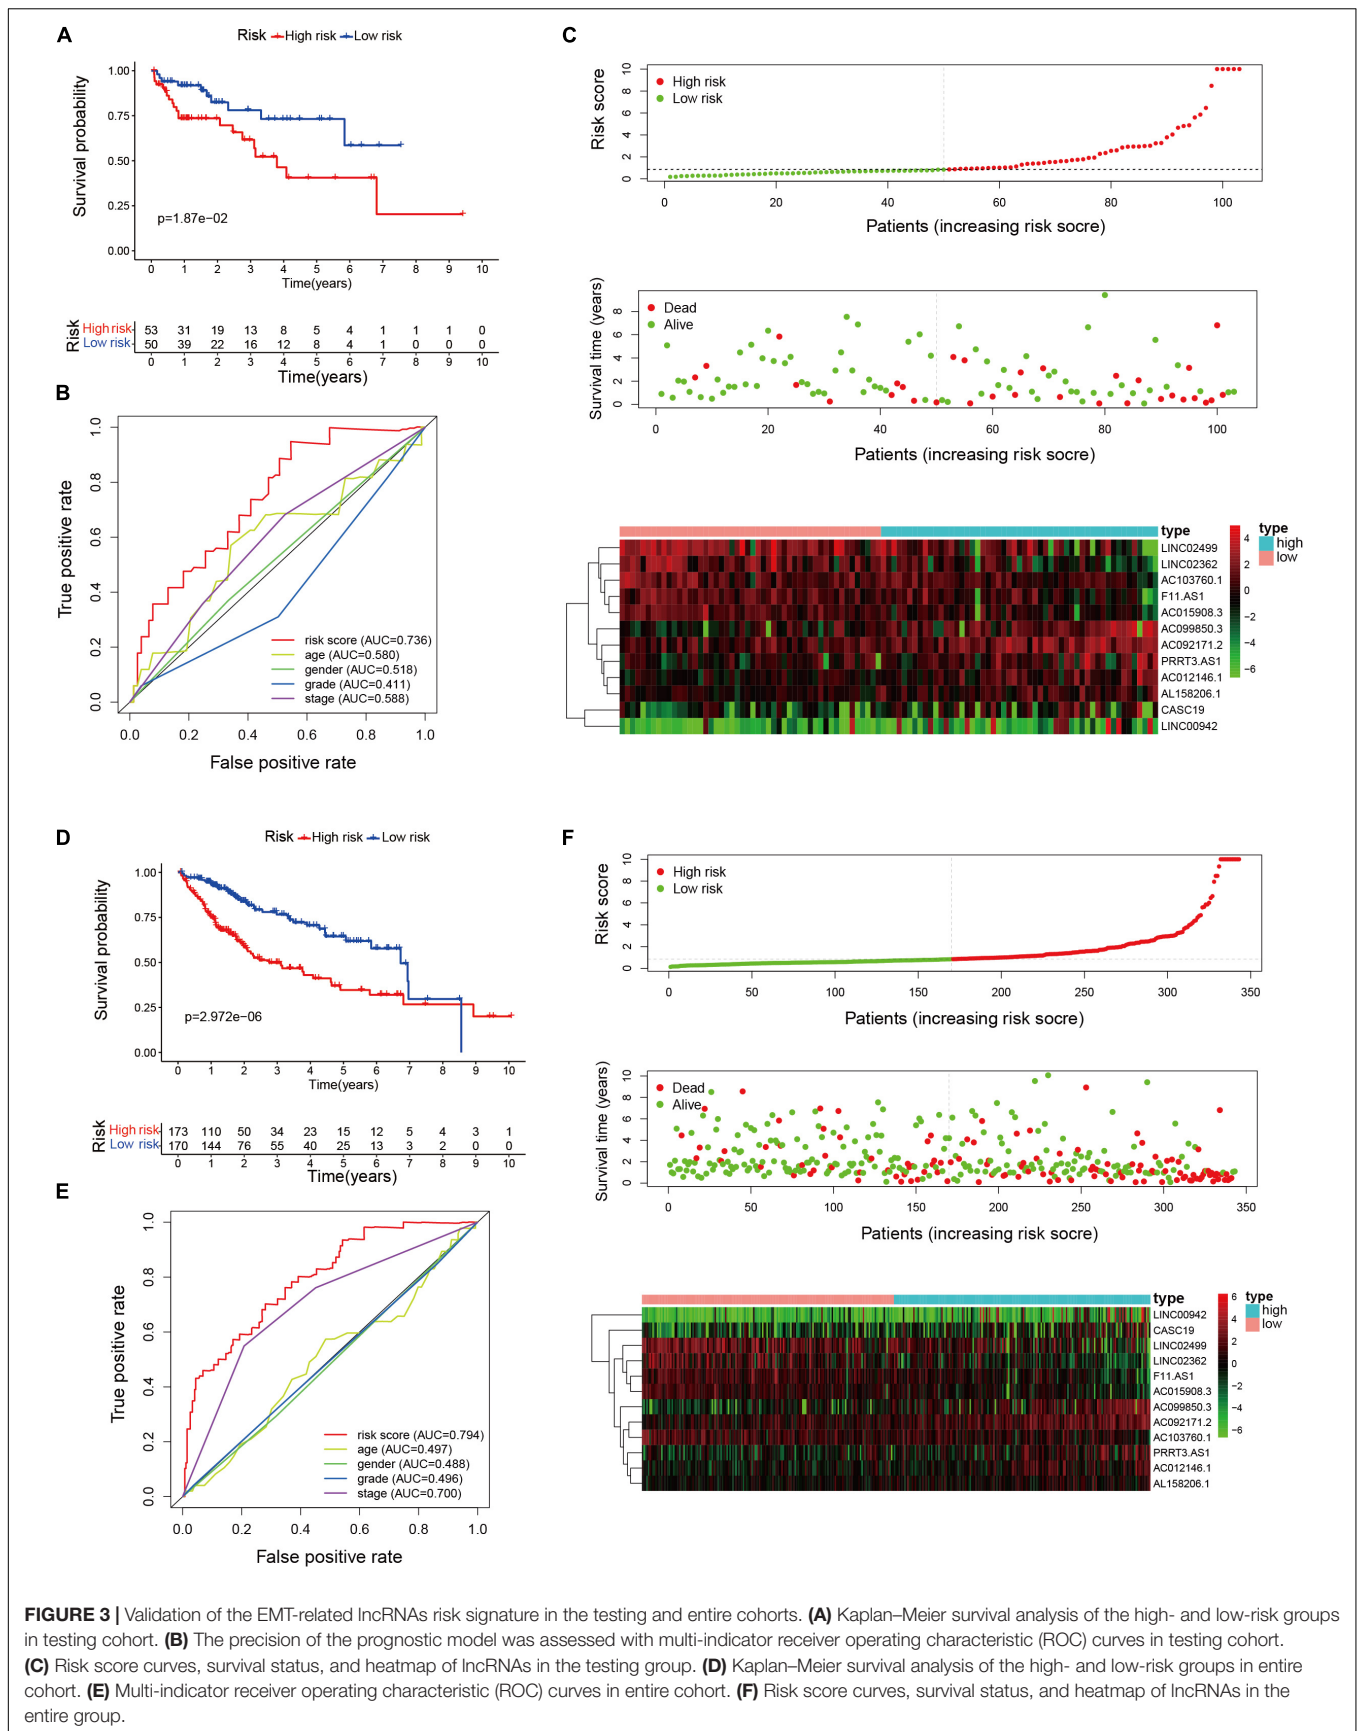 A
Risk High risk Low risk
Survival probability
1.00
0.75
0.50
0.25
0.00
p=1.87e−02
0 1 2 3 4 5 6 7 8 9 10
Time(years)
Risk
High risk 53 31 19 13 8 5 4 1 1 1 0
Low risk 50 39 22 16 12 8 4 1 0 0 0
0 1 2 3 4 5 6 7 8 9 10
Time(years)
B
True positive rate
1.0
0.8
0.6
0.4
0.2
0.0
risk score (AUC=0.736)
age (AUC=0.580)
gender (AUC=0.518)
grade (AUC=0.411)
stage (AUC=0.588)
0.0 0.2 0.4 0.6 0.8 1.0
False positive rate
C
Risk score
10
8
6
4
2
0
High risk
Low risk
0 20 40 60 80 100
Patients (increasing risk socre)
Survival time (years)
8
6
4
2
0
Dead
Alive
0 20 40 60 80 100
Patients (increasing risk socre)
type
LINC02499
LINC02362
AC103760.1
F11.AS1
AC015908.3
AC099850.3
AC092171.2
PRRT3.AS1
AC012146.1
AL158206.1
CASC19
LINC00942
4
2
0
−2
−4
−6
type
high
low
D
Risk High risk Low risk
Survival probability
1.00
0.75
0.50
0.25
0.00
p=2.972e−06
0 1 2 3 4 5 6 7 8 9 10
Time(years)
Risk
High risk 173 110 50 34 23 15 12 5 4 3 1
Low risk 170 144 76 55 40 25 13 3 2 0 0
0 1 2 3 4 5 6 7 8 9 10
Time(years)
E
True positive rate
1.0
0.8
0.6
0.4
0.2
0.0
risk score (AUC=0.794)
age (AUC=0.497)
gender (AUC=0.488)
grade (AUC=0.496)
stage (AUC=0.700)
0.0 0.2 0.4 0.6 0.8 1.0
False positive rate
F
Risk score
10
8
6
4
2
0
High risk
Low risk
0 50 100 150 200 250 300 350
Patients (increasing risk socre)
Survival time (years)
10
8
6
4
2
0
Dead
Alive
0 50 100 150 200 250 300 350
Patients (increasing risk socre)
type
LINC00942
CASC19
LINC02499
LINC02362
F11.AS1
AC015908.3
AC099850.3
AC092171.2
AC103760.1
PRRT3.AS1
AC012146.1
AL158206.1
6
4
2
0
−2
−4
−6
type
high
low
FIGURE 3 | Validation of the EMT-related lncRNAs risk signature in the testing and entire cohorts. (A) Kaplan–Meier survival analysis of the high- and low-risk groups
in testing cohort. (B) The precision of the prognostic model was assessed with multi-indicator receiver operating characteristic (ROC) curves in testing cohort.
(C) Risk score curves, survival status, and heatmap of lncRNAs in the testing group. (D) Kaplan–Meier survival analysis of the high- and low-risk groups in entire
cohort. (E) Multi-indicator receiver operating characteristic (ROC) curves in entire cohort. (F) Risk score curves, survival status, and heatmap of lncRNAs in the
entire group.